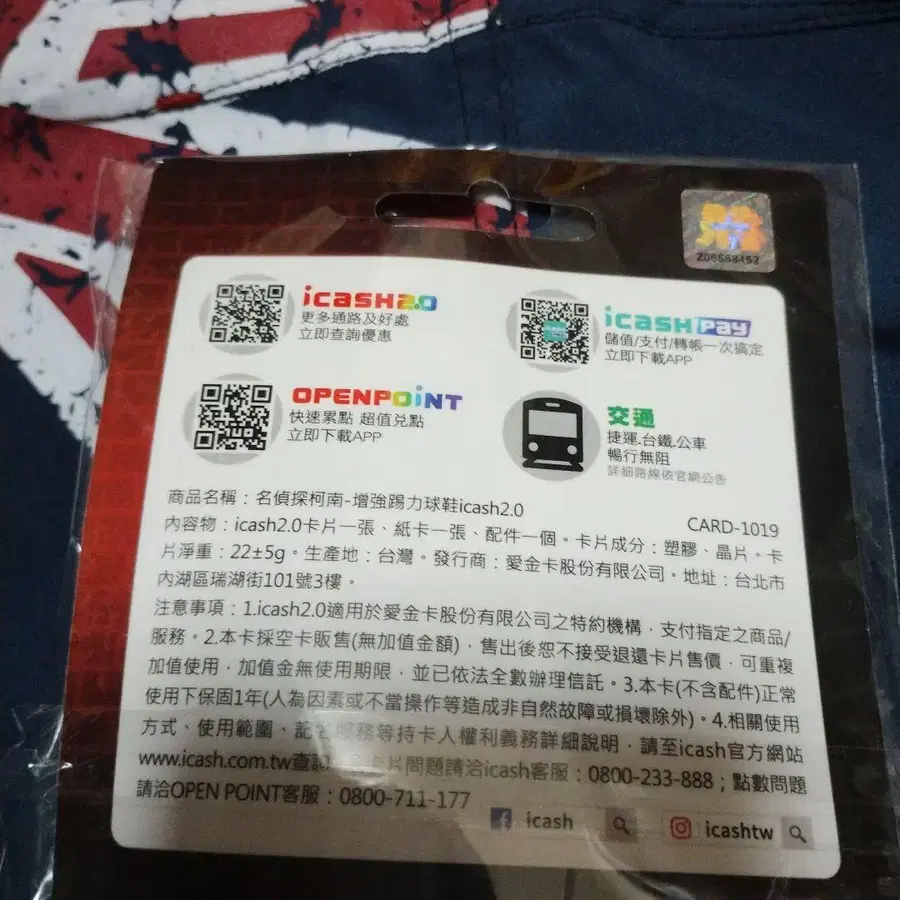 Z06668462
icash2.0
更多通路及好處
立即查詢優惠
icash Pay
儲值/支付/轉帳一次搞定
立即下載APP
OPENPOINT
快速累點 超值兌點
立即下載APP
交通
捷運.台鐵.公車
暢行無阻
詳細路線依官網公告
商品名稱：名偵探柯南-增強踢力球鞋icash2.0
CARD-1019
內容物：icash2.0卡片一張、紙卡一張、配件一個。卡片成分：塑膠、晶片。卡
片淨重：22±5g。生產地：台灣。發行商：愛金卡股份有限公司。地址：台北市
內湖區瑞湖街101號3樓。
注意事項：1.icash2.0適用於愛金卡股份有限公司之特約機構，支付指定之商品/
服務。2.本卡採空卡販售(無加值金額)，售出後恕不接受退還卡片售價，可重複
加值使用，加值金無使用期限，並已依法全數辦理信託。3.本卡(不含配件)正常
使用下保固1年(人為因素或不當操作等造成非自然故障或損壞除外)。4.相關使用
方式、使用範圍、記名服務等持卡人權利義務詳細說明，請至icash官方網站
www.icash.com.tw查詢 卡片問題請洽icash客服：0800-233-888；點數問題
請洽OPEN POINT客服：0800-711-177
icash
icashtw